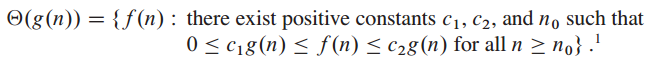 Θ(g(n)) = {f(n) : there exist positive constants c₁, c₂, and n₀ such that
0 ≤ c₁g(n) ≤ f(n) ≤ c₂g(n) for all n ≥ n₀} .¹